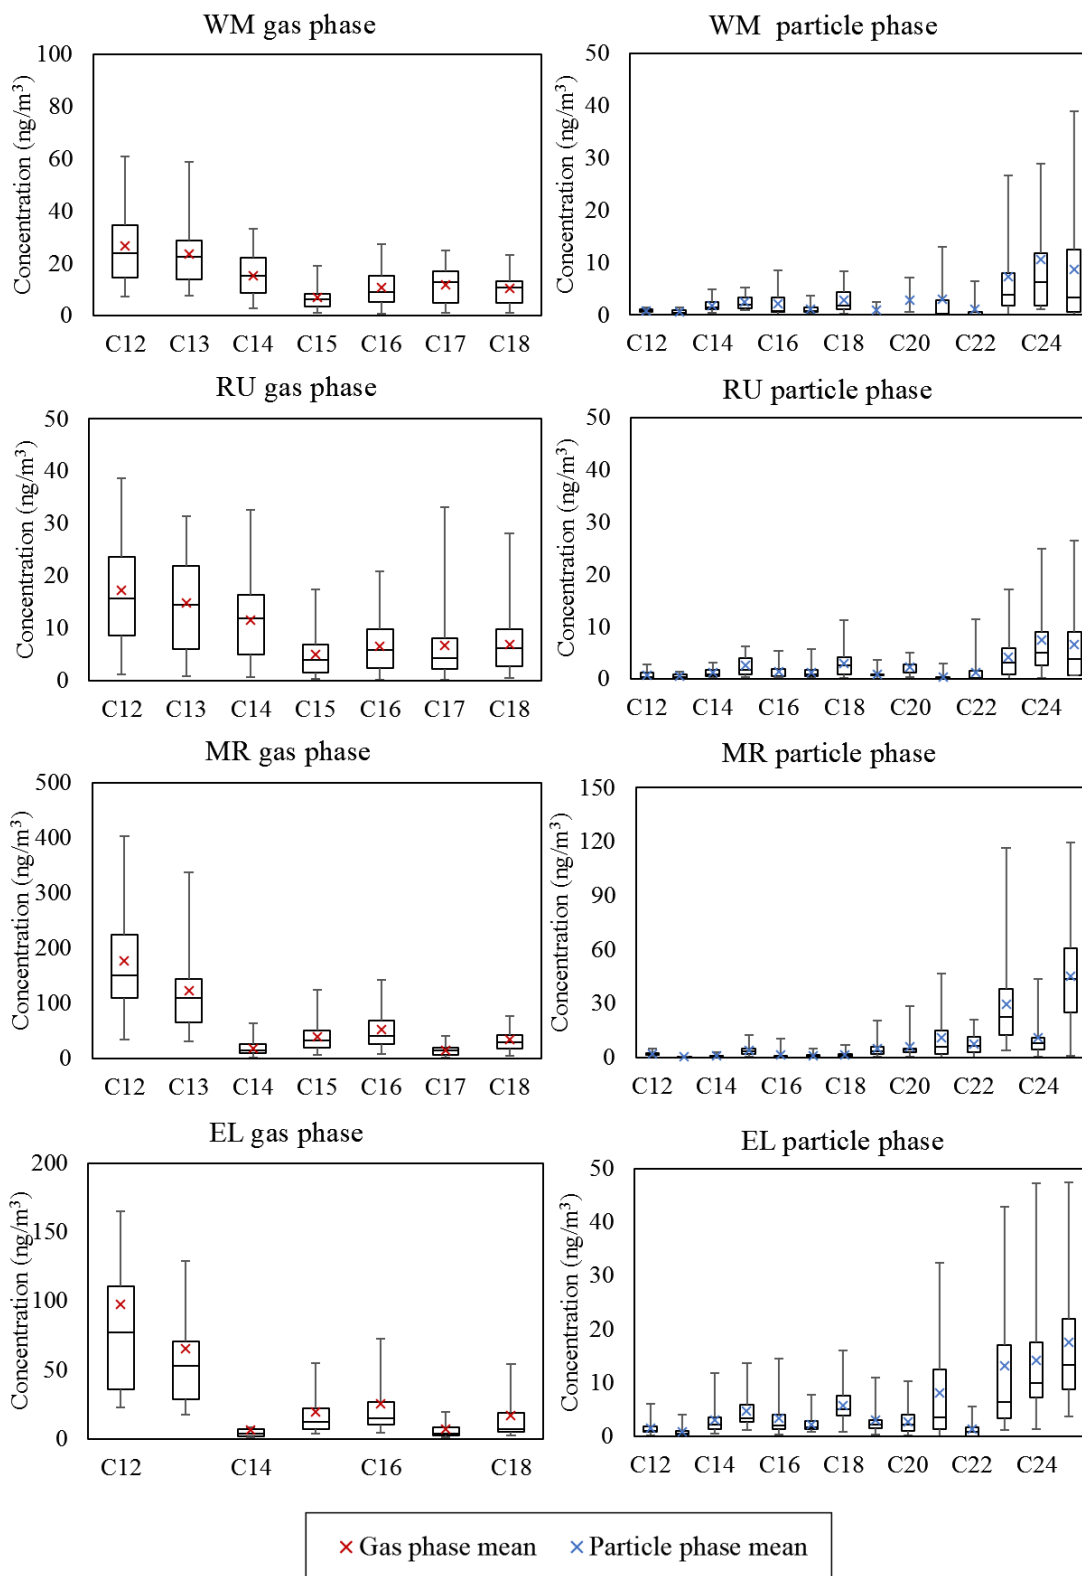 WM gas phase
Concentration (ng/m³)
100
80
60
40
20
0
C12 C13 C14 C15 C16 C17 C18
WM particle phase
Concentration (ng/m³)
50
40
30
20
10
0
C12 C14 C16 C18 C20 C22 C24
RU gas phase
Concentration (ng/m³)
50
40
30
20
10
0
C12 C13 C14 C15 C16 C17 C18
RU particle phase
Concentration (ng/m³)
50
40
30
20
10
0
C12 C14 C16 C18 C20 C22 C24
MR gas phase
Concentration (ng/m³)
500
400
300
200
100
0
C12 C13 C14 C15 C16 C17 C18
MR particle phase
Concentration (ng/m³)
150
120
90
60
30
0
C12 C14 C16 C18 C20 C22 C24
EL gas phase
Concentration (ng/m³)
200
150
100
50
0
C12 C14 C16 C18
EL particle phase
Concentration (ng/m³)
50
40
30
20
10
0
C12 C14 C16 C18 C20 C22 C24
Gas phase mean Particle phase mean